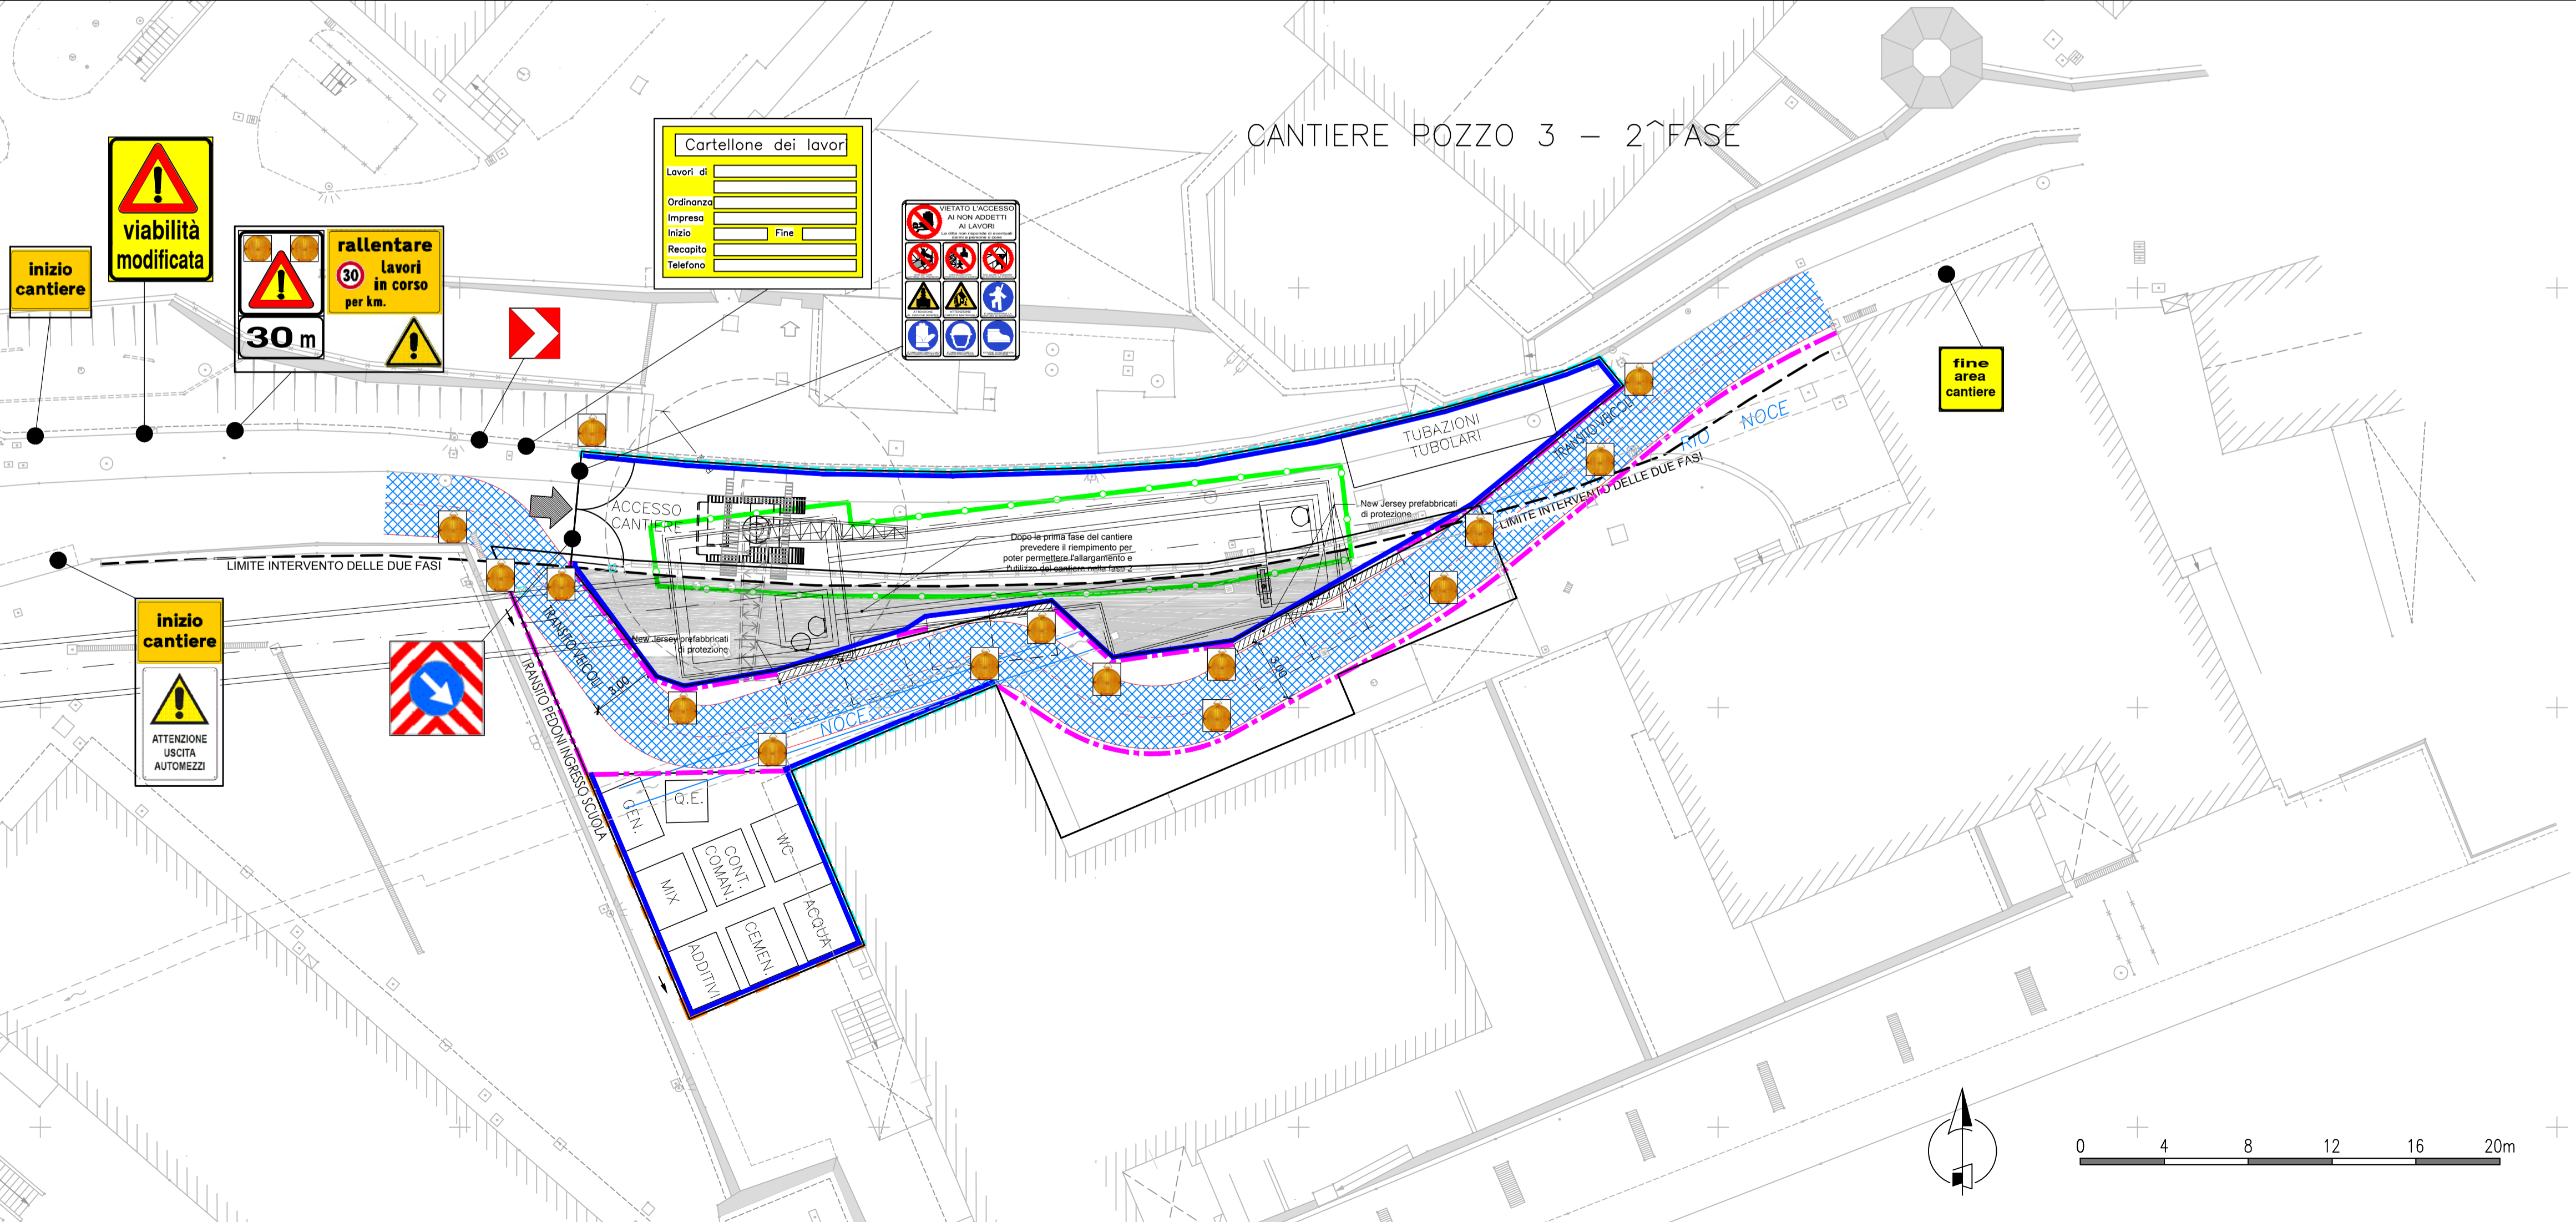 CANTIERE POZZO 3 - 2^FASE
inizio
cantiere
viabilità
modificata
30 m
rallentare
30
lavori
in corso
per km.
Cartellone dei lavori
Lavori di
Ordinanza
Impresa
Inizio
Fine
Recapito
Telefono
VIETATO L'ACCESSO
AI NON ADDETTI
AI LAVORI
fine
area
cantiere
TUBAZIONI
TUBOLARI
TRANSITO VEICOLI
RIO NOCE
LIMITE INTERVENTO DELLE DUE FASI
New Jersey prefabbricati
di protezione
ACCESSO
CANTIERE
Dopo la prima fase del cantiere
prevedere il riempimento per
poter permettere l'allargamento e
l'utilizzo del cantiere nella fase 2
LIMITE INTERVENTO DELLE DUE FASI
inizio
cantiere
ATTENZIONE
USCITA
AUTOMEZZI
TRANSITO VEICOLI
3.00
New Jersey prefabbricati
di protezione
3.00
NOCE
TRANSITO PEDONI INGRESSO SCUOLA
GEN.
Q.E.
WC
CONT.
COMAN.
MIX
ACQUA
CEMEN.
ADDITIVI
0 4 8 12 16 20m